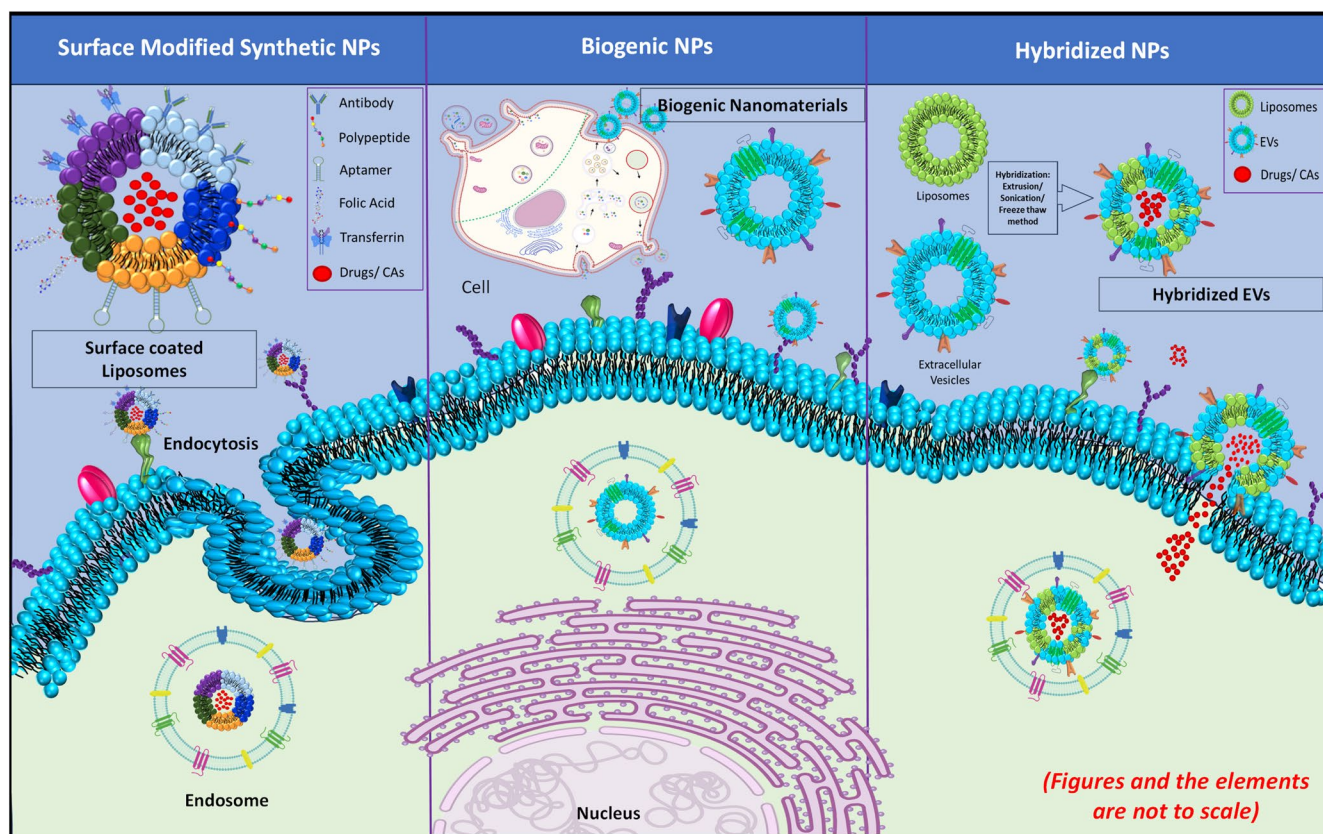 Surface Modified Synthetic NPs
Biogenic NPs
Hybridized NPs
Antibody
Polypeptide
Aptamer
Folic Acid
Transferrin
Drugs/ CAs
Surface coated
Liposomes
Endocytosis
Endosome
Biogenic Nanomaterials
Cell
Nucleus
Liposomes
Hybridization:
Extrusion/
Sonication/
Freeze thaw
method
Liposomes
EVs
Drugs/ CAs
Hybridized EVs
Extracellular
Vesicles
(Figures and the elements
are not to scale)